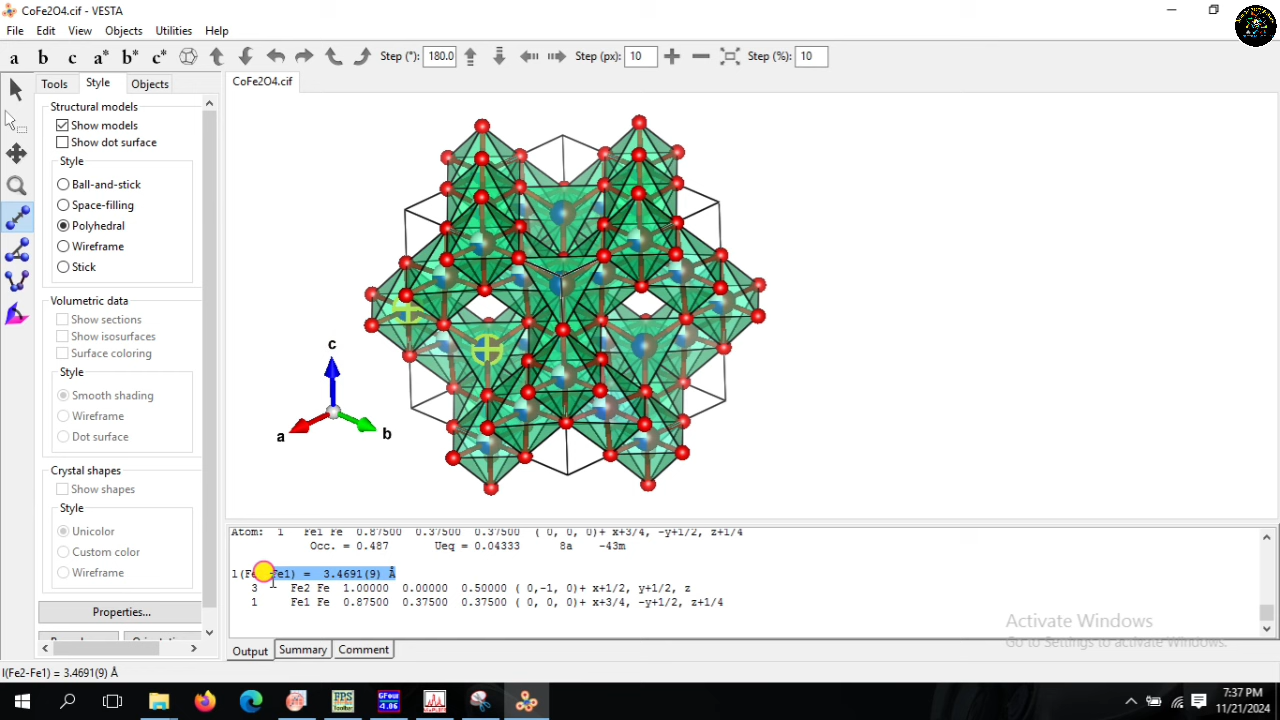 CoFe2O4.cif - VESTA
File Edit View Objects Utilities Help
a b c a* b* c* Step (°): 180.0 Step (px): 10 Step (%): 10
Tools Style Objects
CoFe2O4.cif
Structural models
Show models
Show dot surface
Style
Ball-and-stick
Space-filling
Polyhedral
Wireframe
Stick
Volumetric data
Show sections
Show isosurfaces
Surface coloring
Style
Smooth shading
Wireframe
Dot surface
Crystal shapes
Show shapes
Style
Unicolor
Custom color
Wireframe
Properties...
c
a
b
Atom: 1 Fe1 Fe 0.87500 0.37500 0.37500 ( 0, 0, 0)+ x+3/4, -y+1/2, z+1/4
Occ. = 0.487 Ueq = 0.04333 8a -43m
Fe1) = 3.4691(9) Å
3 Fe2 Fe 1.00000 0.00000 0.50000 ( 0,-1, 0)+ x+1/2, y+1/2, z
1 Fe1 Fe 0.87500 0.37500 0.37500 ( 0, 0, 0)+ x+3/4, -y+1/2, z+1/4
Activate Windows
Go to Settings to activate Windows.
Output Summary Comment
l(Fe2-Fe1) = 3.4691(9) Å
7:37 PM
11/21/2024